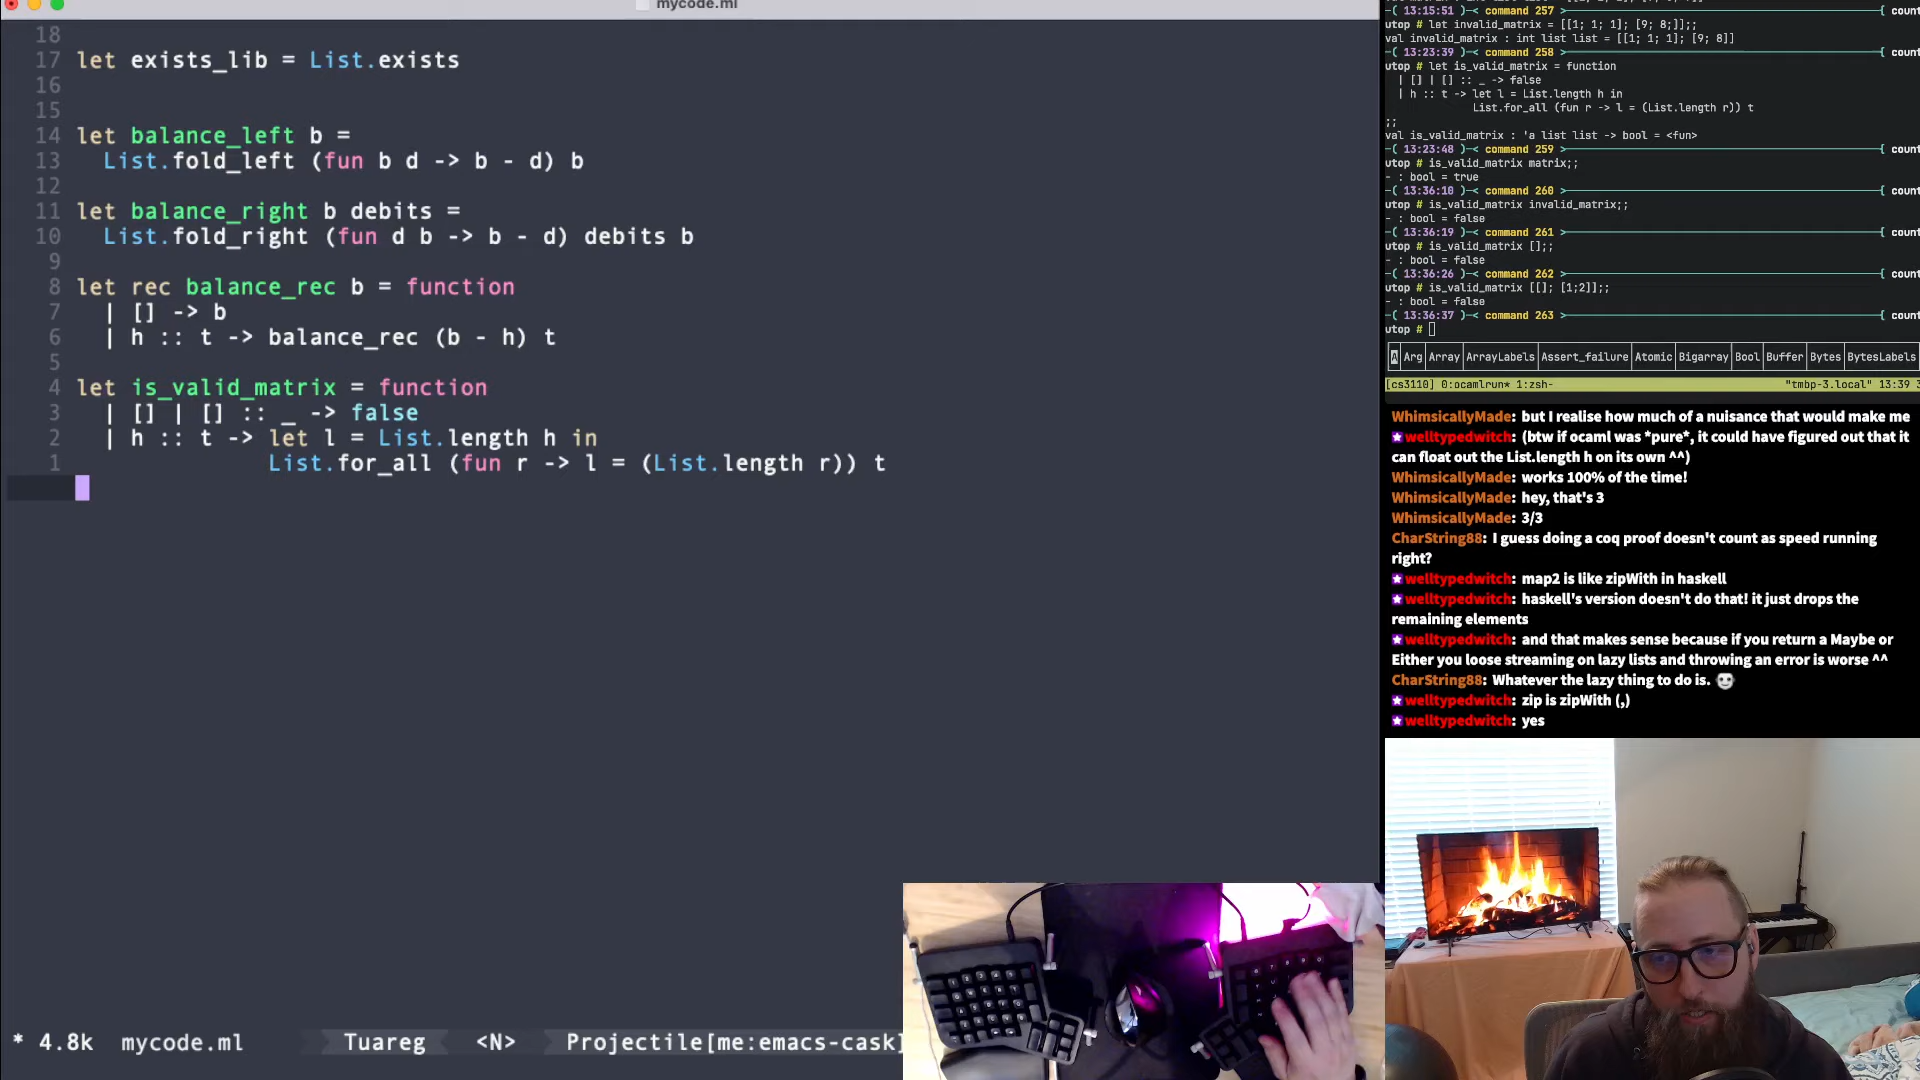 mycode.ml
18
17 let exists_lib = List.exists
16
15
14 let balance_left b =
13 List.fold_left (fun b d -> b - d) b
12
11 let balance_right b debits =
10 List.fold_right (fun d b -> b - d) debits b
9
8 let rec balance_rec b = function
7 | [] -> b
6 | h :: t -> balance_rec (b - h) t
5
4 let is_valid_matrix = function
3 | [] | [] :: _ -> false
2 | h :: t -> let l = List.length h in
1 List.for_all (fun r -> l = (List.length r)) t
* 4.8k mycode.ml Tuareg <N> Projectile[me:emacs-cask]
-( 13:15:51 )-< command 257 > { count
utop # let invalid_matrix = [[1; 1; 1]; [9; 8;]];;
val invalid_matrix : int list list = [[1; 1; 1]; [9; 8]]
-( 13:23:39 )-< command 258 > { count
utop # let is_valid_matrix = function
| [] | [] :: _ -> false
| h :: t -> let l = List.length h in
List.for_all (fun r -> l = (List.length r)) t
;;
val is_valid_matrix : 'a list list -> bool = <fun>
-( 13:23:48 )-< command 259 > { count
utop # is_valid_matrix matrix;;
- : bool = true
-( 13:36:10 )-< command 260 > { count
utop # is_valid_matrix invalid_matrix;;
- : bool = false
-( 13:36:19 )-< command 261 > { count
utop # is_valid_matrix [];;
- : bool = false
-( 13:36:26 )-< command 262 > { count
utop # is_valid_matrix [[]; [1;2]];;
- : bool = false
-( 13:36:37 )-< command 263 > { count
utop #
A Arg Array ArrayLabels Assert_failure Atomic Bigarray Bool Buffer Bytes BytesLabels
[cs3110] 0:ocamlrun* 1:zsh- "tmbp-3.local" 13:39 3
WhimsicallyMade: but I realise how much of a nuisance that would make me
welltypedwitch: (btw if ocaml was *pure*, it could have figured out that it
can float out the List.length h on its own ^^)
WhimsicallyMade: works 100% of the time!
WhimsicallyMade: hey, that's 3
WhimsicallyMade: 3/3
CharString88: I guess doing a coq proof doesn't count as speed running
right?
welltypedwitch: map2 is like zipWith in haskell
welltypedwitch: haskell's version doesn't do that! it just drops the
remaining elements
welltypedwitch: and that makes sense because if you return a Maybe or
Either you loose streaming on lazy lists and throwing an error is worse ^^
CharString88: Whatever the lazy thing to do is.
welltypedwitch: zip is zipWith (,)
welltypedwitch: yes